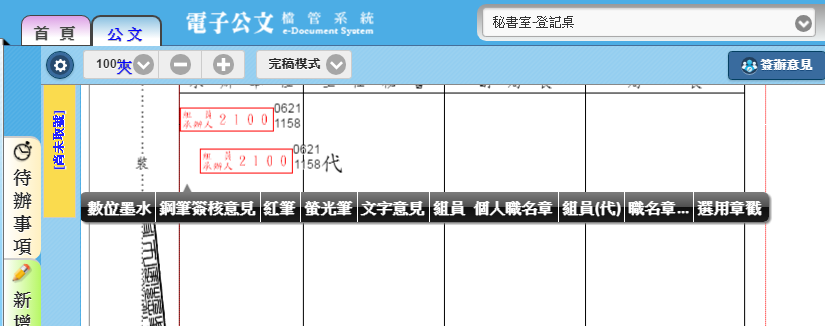 首 頁
公文夾
電子公文 檔管系統
e-Document System
秘書室-登記桌
100%
完稿模式
簽辦意見
[尚未取號]
組 員
承辦人 2100
0621
1158
組 員
承辦人 2100
0621
1158 代
裝
數位墨水 鋼筆簽核意見 紅筆 螢光筆 文字意見 組員 個人職名章 組員(代) 職名章... 選用章戳
待辦事項
新增